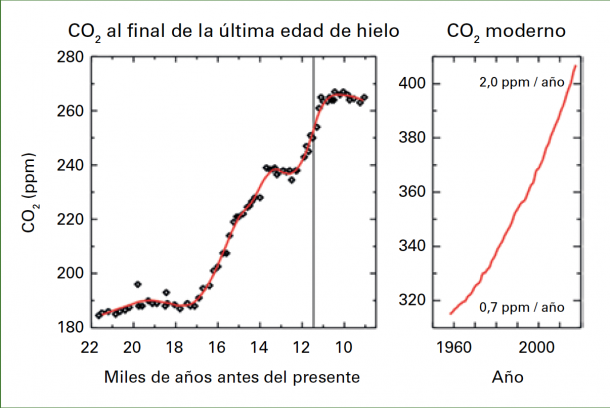 CO₂ al final de la última edad de hielo
CO₂ moderno
280
260
240
220
200
180
CO₂ (ppm)
22 20 18 16 14 12 10
Miles de años antes del presente
400
380
360
340
320
2,0 ppm / año
0,7 ppm / año
1960 2000
Año